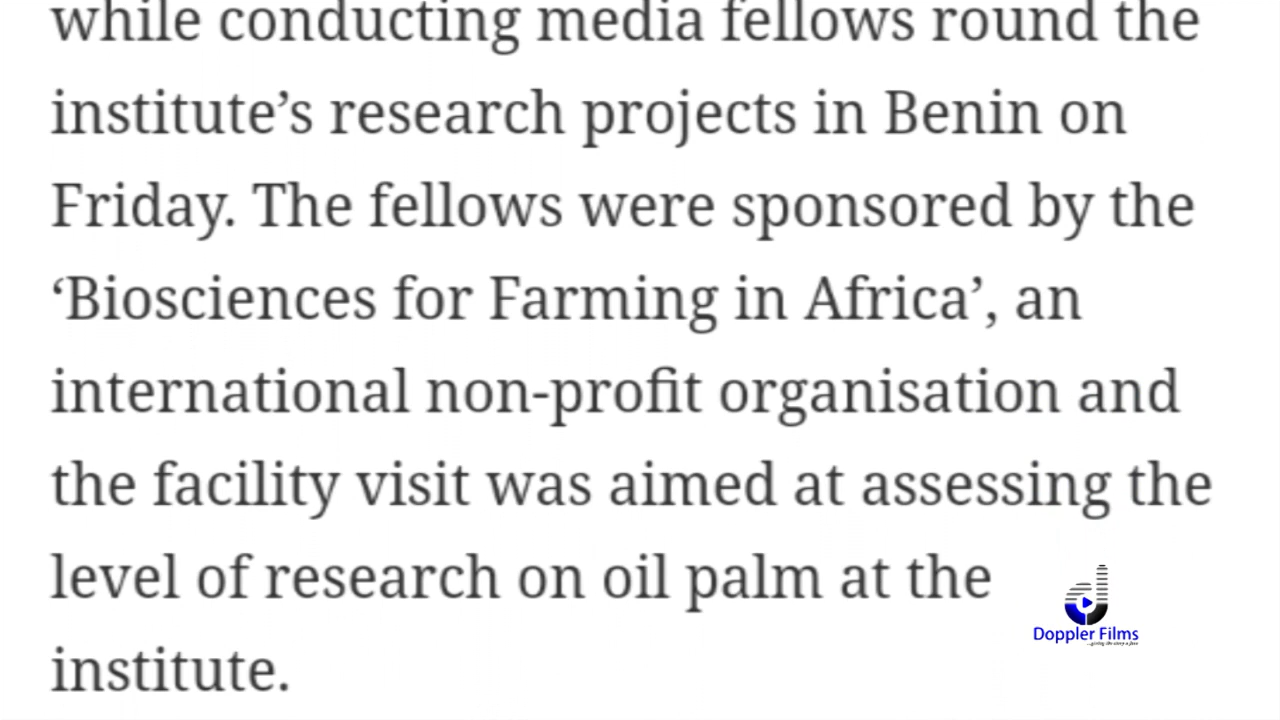 while conducting media fellows round the
institute’s research projects in Benin on
Friday. The fellows were sponsored by the
‘Biosciences for Farming in Africa’, an
international non-profit organisation and
the facility visit was aimed at assessing the
level of research on oil palm at the
institute.
Doppler Films